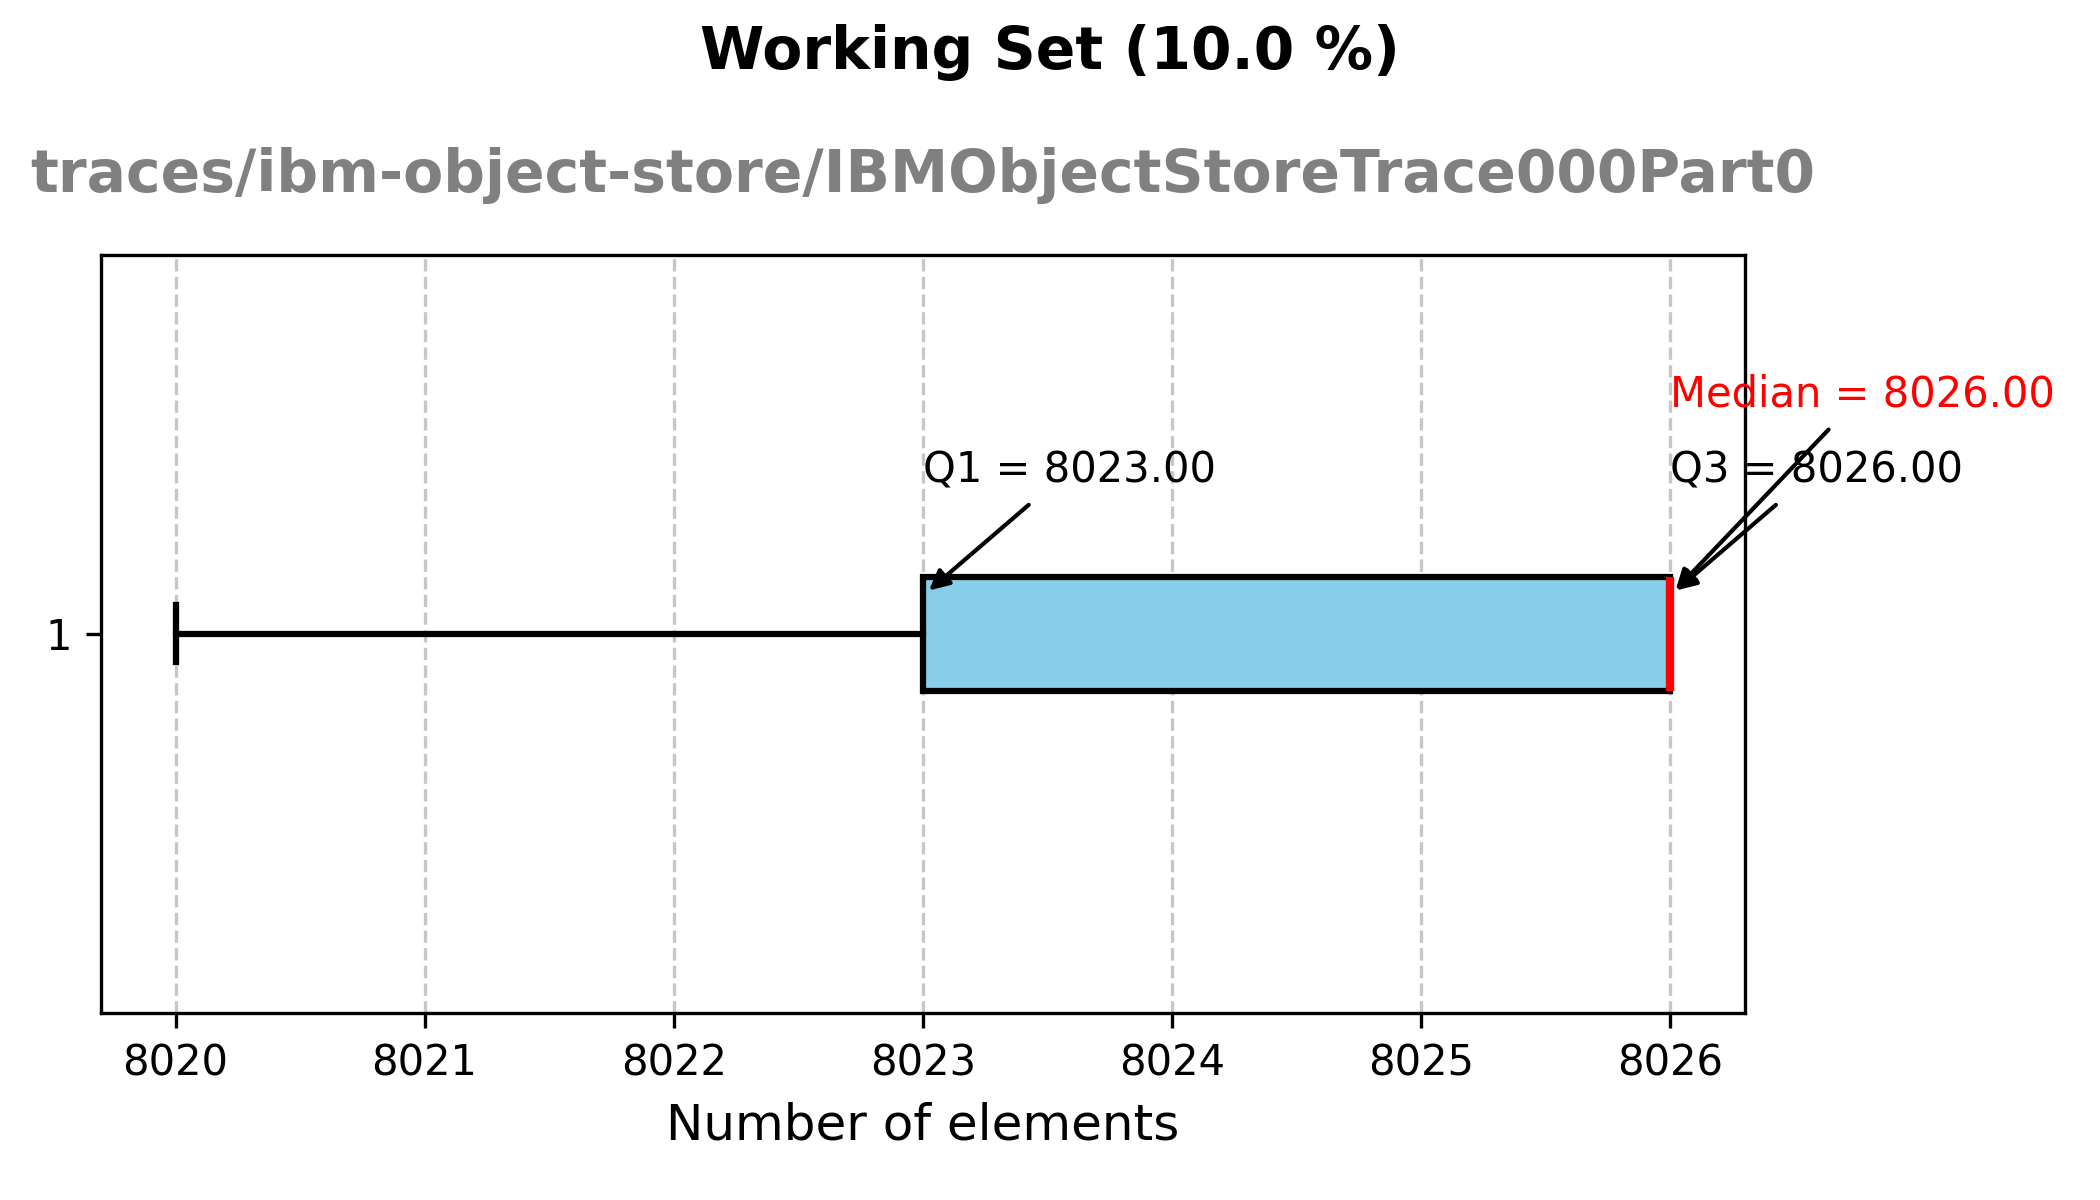 Working Set (10.0 %)
traces/ibm-object-store/IBMObjectStoreTrace000Part0
Median = 8026.00
Q1 = 8023.00
Q3 = 8026.00
1
8020 8021 8022 8023 8024 8025 8026
Number of elements